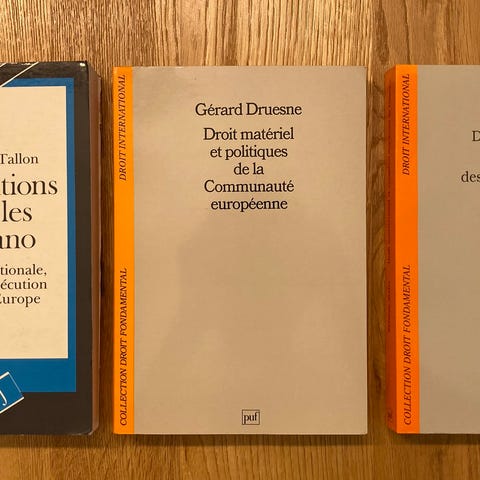 Tallon
tions
les
ano
tionale,
écution
Europe
DROIT INTERNATIONAL
COLLECTION DROIT FONDAMENTAL
Gérard Druesne
Droit matériel
et politiques
de la
Communauté
européenne
puf
DROIT INTERNATIONAL
COLLECTION DROIT FONDAMENTAL
D
des